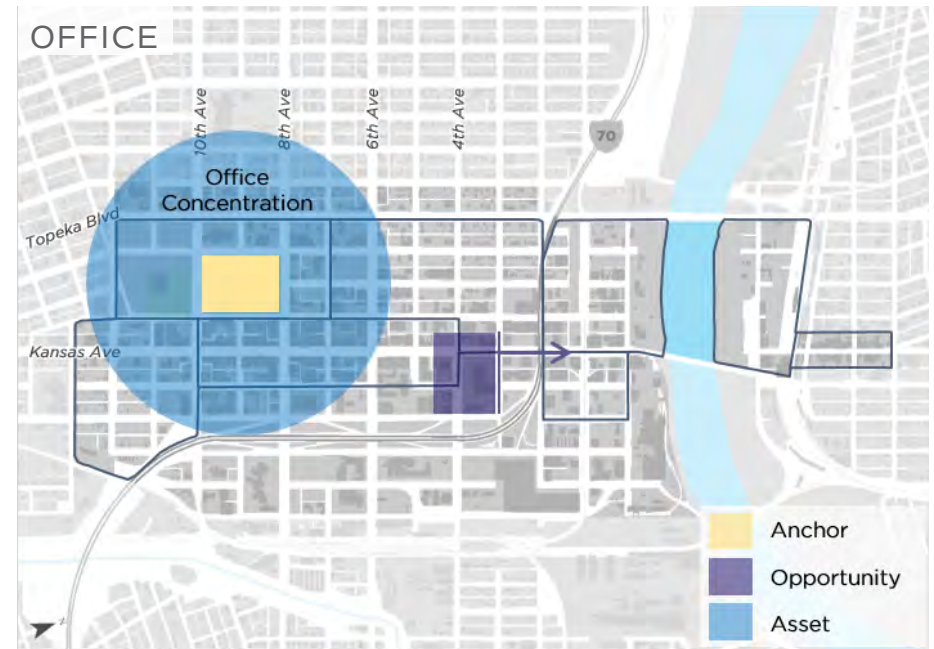 OFFICE
10th Ave
8th Ave
6th Ave
4th Ave
70
Office
Concentration
Topeka Blvd
Kansas Ave
Anchor
Opportunity
Asset